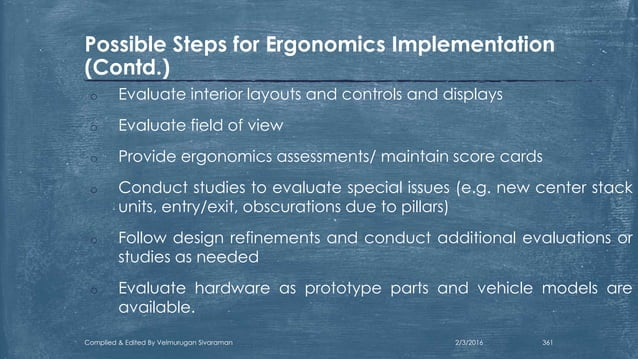 Possible Steps for Ergonomics Implementation
(Contd.)
o Evaluate interior layouts and controls and displays
o Evaluate field of view
o Provide ergonomics assessments/ maintain score cards
o Conduct studies to evaluate special issues (e.g. new center stack
units, entry/exit, obscurations due to pillars)
o Follow design refinements and conduct additional evaluations or
studies as needed
o Evaluate hardware as prototype parts and vehicle models are
available.
Complied & Edited By Velmurugan Sivaraman 2/3/2016 361